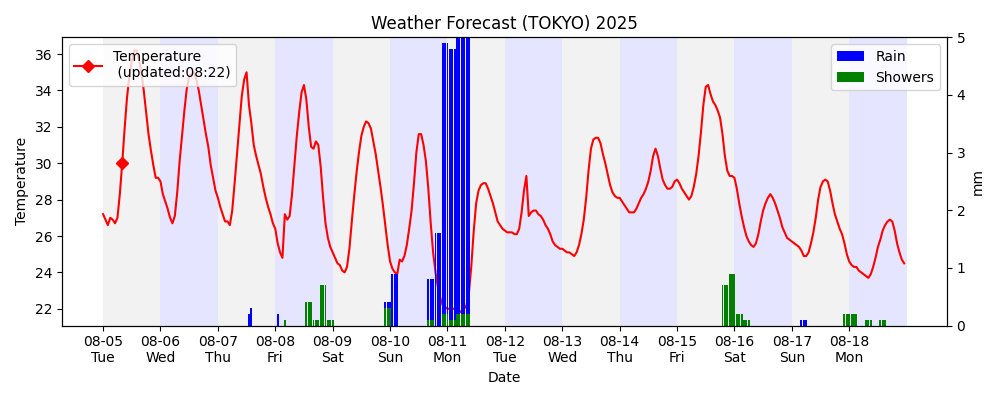 Weather Forecast (TOKYO) 2025
Temperature
(updated:08:22)
Rain
Showers
Temperature
36
34
32
30
28
26
24
22
5
4
3
2
1
0
mm
08-05 08-06 08-07 08-08 08-09 08-10 08-11 08-12 08-13 08-14 08-15 08-16 08-17 08-18
Tue Wed Thu Fri Sat Sun Mon Tue Wed Thu Fri Sat Sun Mon
Date